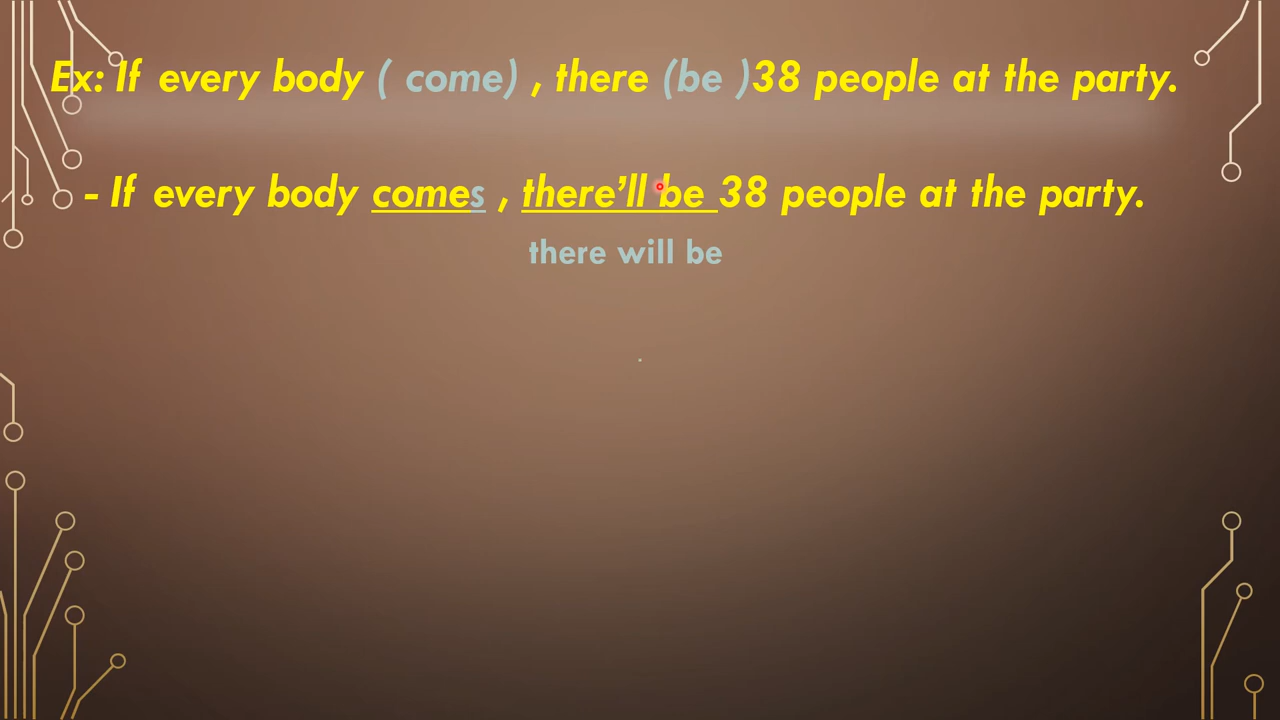 Ex: If every body ( come) , there (be )38 people at the party.
- If every body comes , there’ll be 38 people at the party.
there will be